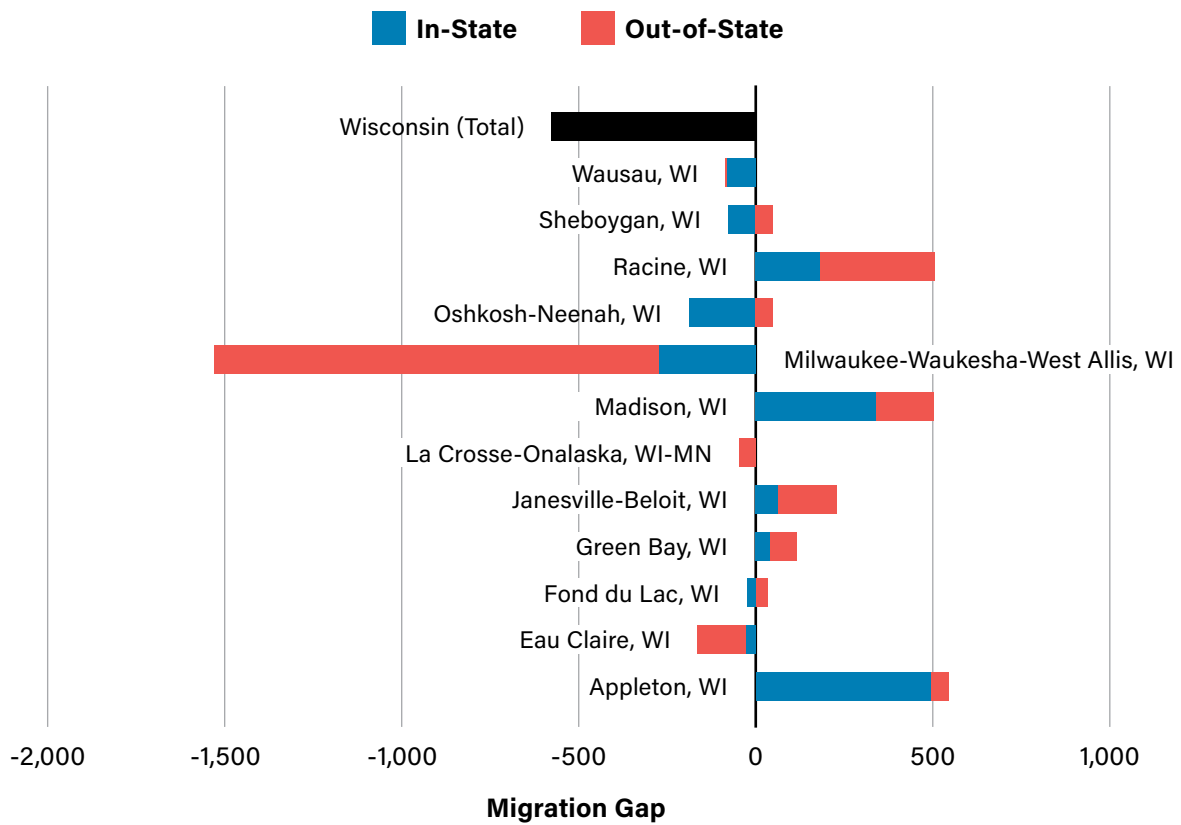 In-State Out-of-State
Wisconsin (Total)
Wausau, WI
Sheboygan, WI
Racine, WI
Oshkosh-Neenah, WI
Milwaukee-Waukesha-West Allis, WI
Madison, WI
La Crosse-Onalaska, WI-MN
Janesville-Beloit, WI
Green Bay, WI
Fond du Lac, WI
Eau Claire, WI
Appleton, WI
-2,000 -1,500 -1,000 -500 0 500 1,000
Migration Gap